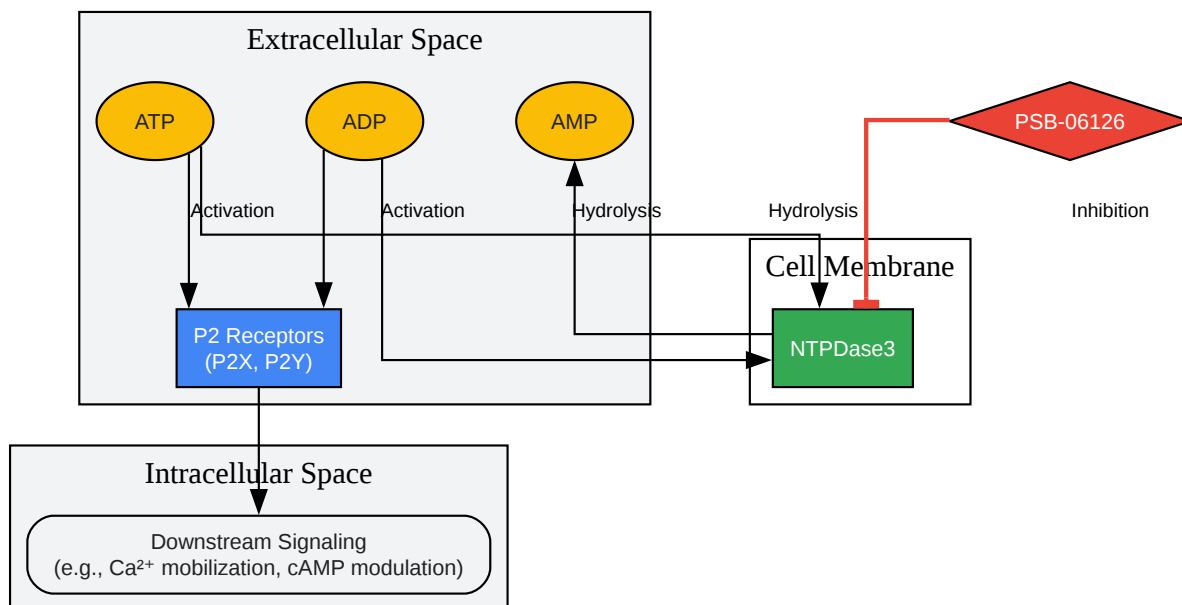 Extracellular Space
ATP
ADP
AMP
PSB-06126
Activation
Activation
Hydrolysis
Hydrolysis
Inhibition
Cell Membrane
P2 Receptors
(P2X, P2Y)
NTPDase3
Intracellular Space
Downstream Signaling
(e.g., Ca²⁺ mobilization, cAMP modulation)